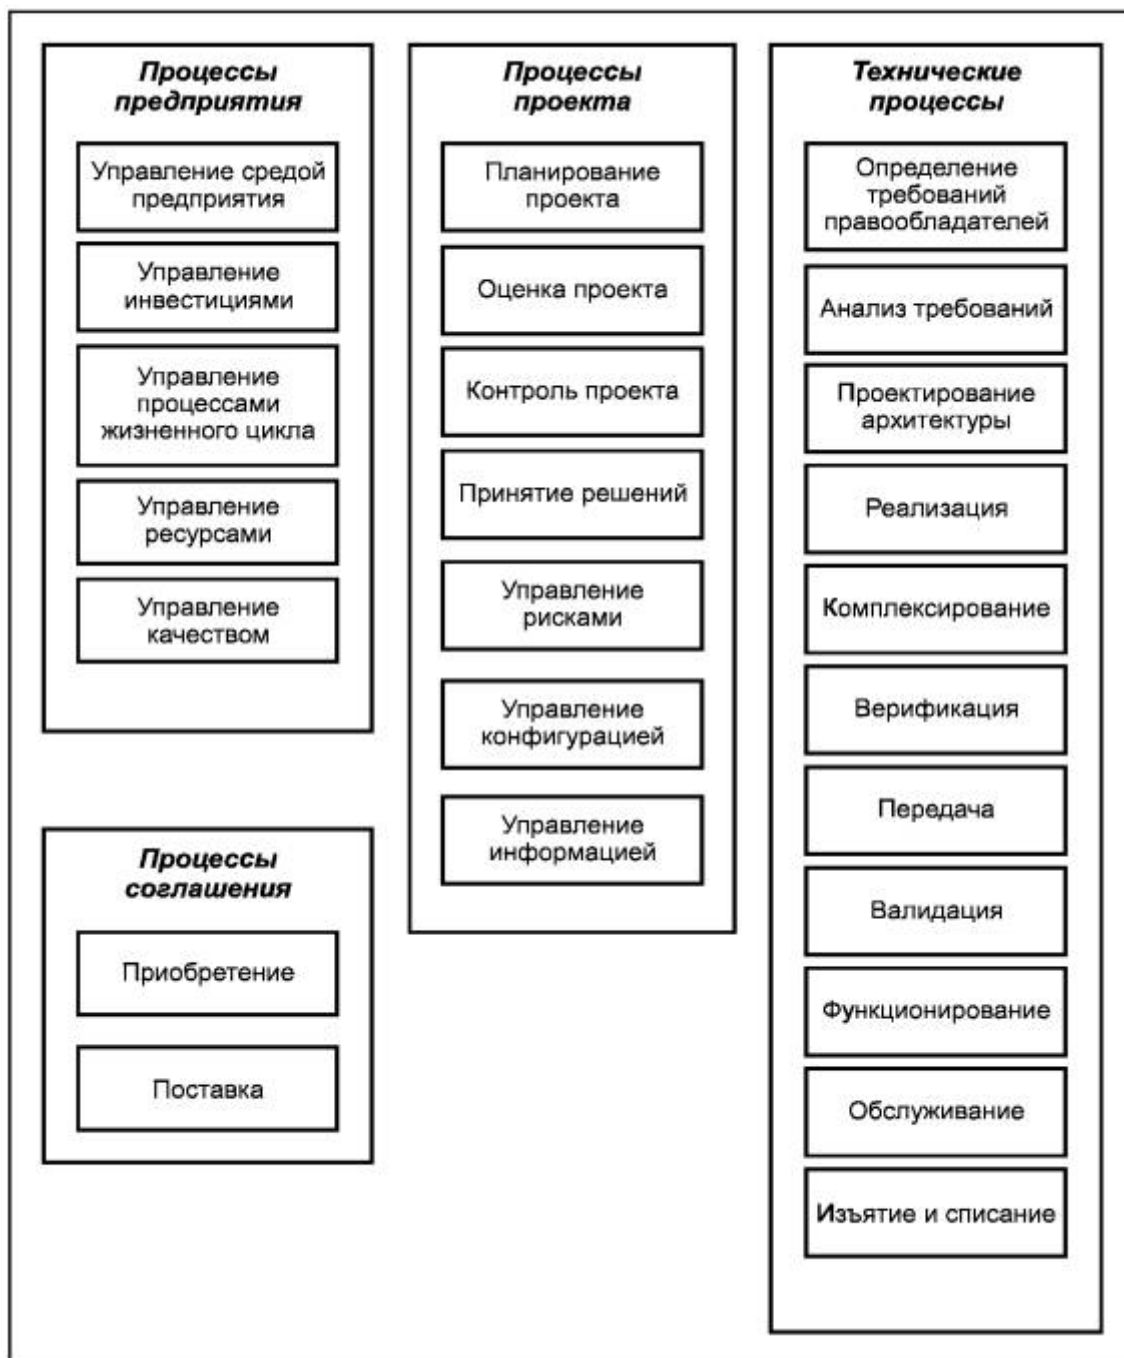 Процессы
предприятия
Управление средой
предприятия
Управление
инвестициями
Управление
процессами
жизненного цикла
Управление
ресурсами
Управление
качеством
Процессы
соглашения
Приобретение
Поставка
Процессы
проекта
Планирование
проекта
Оценка проекта
Контроль проекта
Принятие решений
Управление
рисками
Управление
конфигурацией
Управление
информацией
Технические
процессы
Определение
требований
правообладателей
Анализ требований
Проектирование
архитектуры
Реализация
Комплексирование
Верификация
Передача
Валидация
Функционирование
Обслуживание
Изъятие и списание